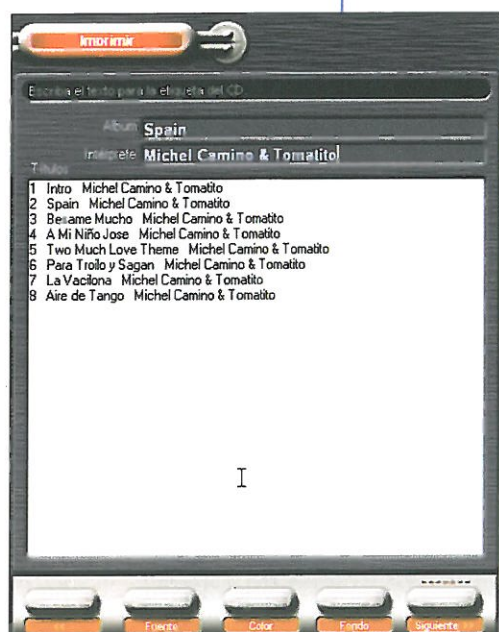 Imprimir
Escriba el texto para la etiqueta del CD.
Album Spain
Intérprete Michel Camino & Tomatito
Títulos
1 Intro Michel Camino & Tomatito
2 Spain Michel Camino & Tomatito
3 Besame Mucho Michel Camino & Tomatito
4 A Mi Niño Jose Michel Camino & Tomatito
5 Two Much Love Theme Michel Camino & Tomatito
6 Para Troilo y Sagan Michel Camino & Tomatito
7 La Vacilona Michel Camino & Tomatito
8 Aire de Tango Michel Camino & Tomatito
<< Fuente Color Fondo Siguiente >>